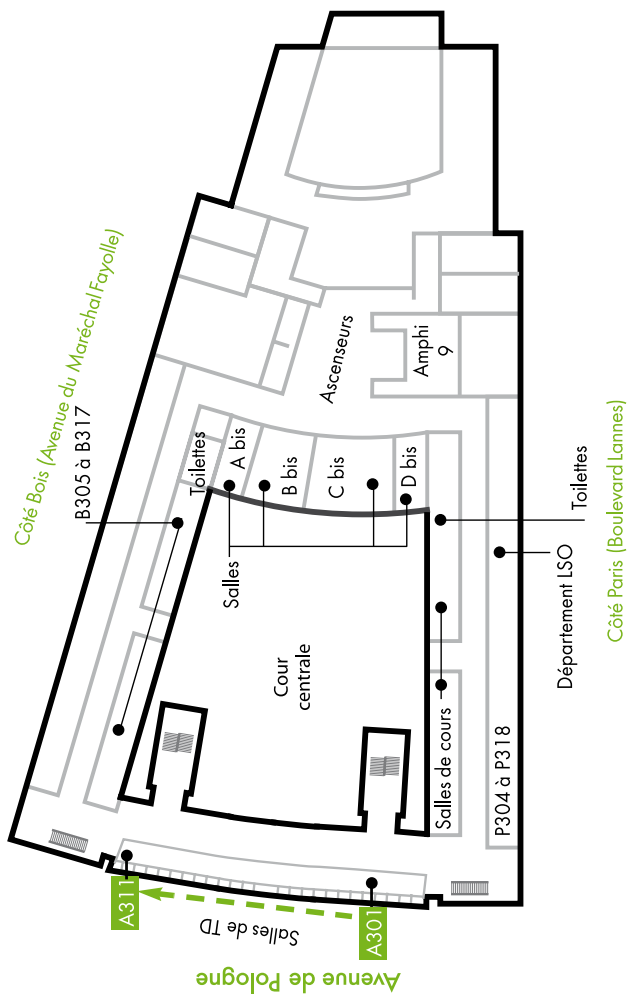 Côté Bois (Avenue du Maréchal Fayolle)
B305 à B317
Toilettes
A bis
B bis
C bis
D bis
Salles
Ascenseurs
Amphi
9
Cour
centrale
Toilettes
Département LSO
Côté Paris (Boulevard Lannes)
Salles de cours
P304 à P318
A311
A301
Salles de TD
Avenue de Pologne